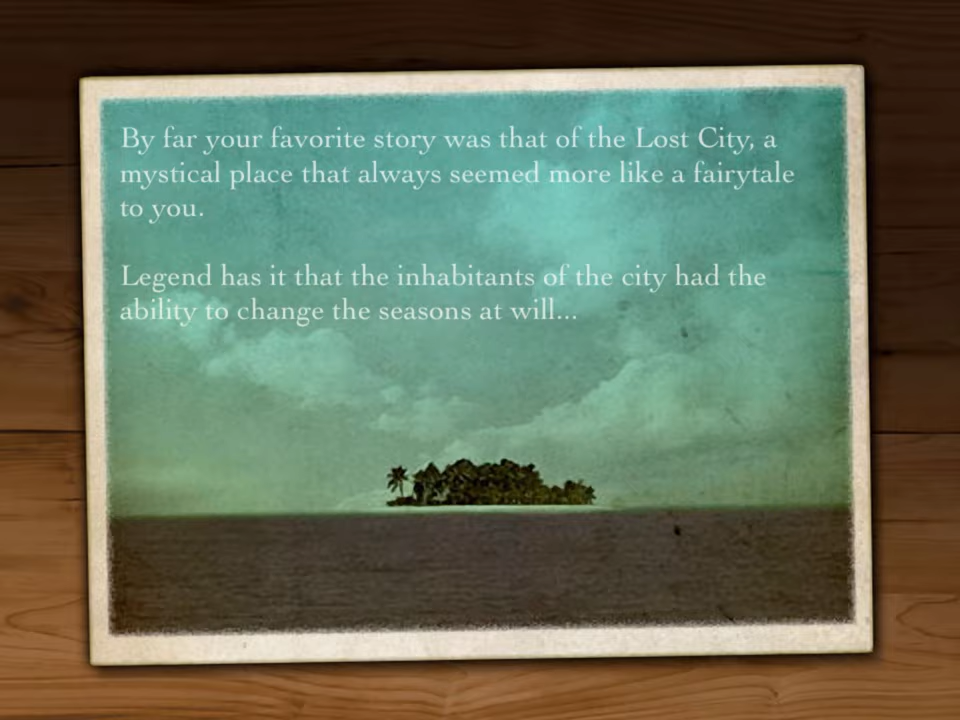 By far your favorite story was that of the Lost City, a
mystical place that always seemed more like a fairytale
to you.
Legend has it that the inhabitants of the city had the
ability to change the seasons at will...